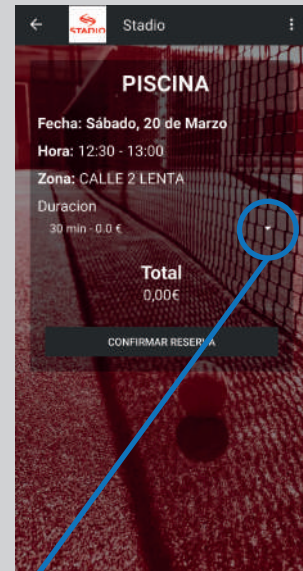 STADIO
Stadio
PISCINA
Fecha: Sábado, 20 de Marzo
Hora: 12:30 - 13:00
Zona: CALLE 2 LENTA
Duracion
30 min - 0.0 €
Total
0,00€
CONFIRMAR RESERVA